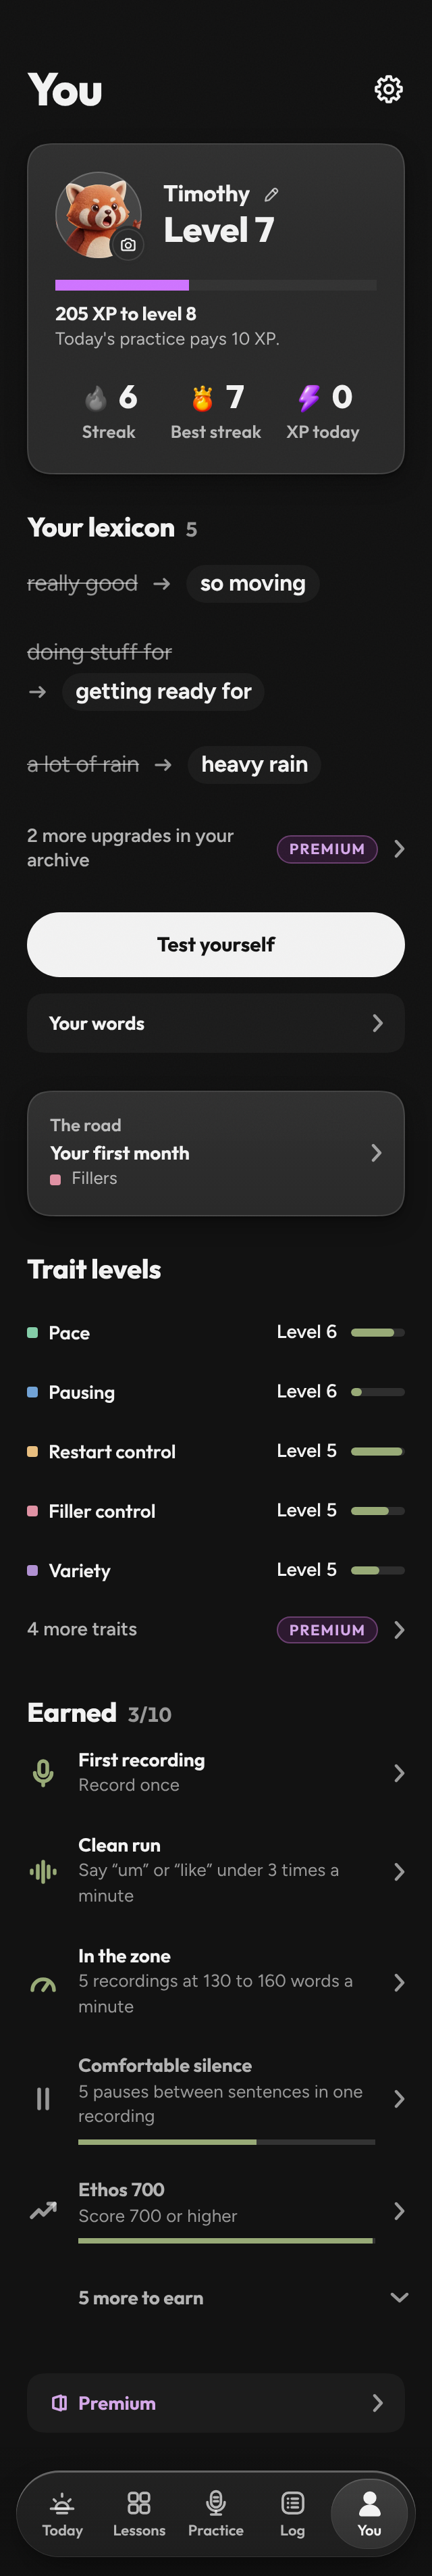 You
Timothy
Level 7
205 XP to level 8
Today's practice pays 10 XP.
6
7
0
Streak
Best streak
XP today
Your lexicon 5
really good → so moving
doing stuff for
→ getting ready for
a lot of rain → heavy rain
2 more upgrades in your
archive
PREMIUM
Test yourself
Your words
The road
Your first month
Fillers
Trait levels
Pace Level 6
Pausing Level 6
Restart control Level 5
Filler control Level 5
Variety Level 5
4 more traits PREMIUM
Earned 3/10
First recording
Record once
Clean run
Say “um” or “like” under 3 times a
minute
In the zone
5 recordings at 130 to 160 words a
minute
Comfortable silence
5 pauses between sentences in one
recording
Ethos 700
Score 700 or higher
5 more to earn
Premium
Today
Lessons
Practice
Log
You